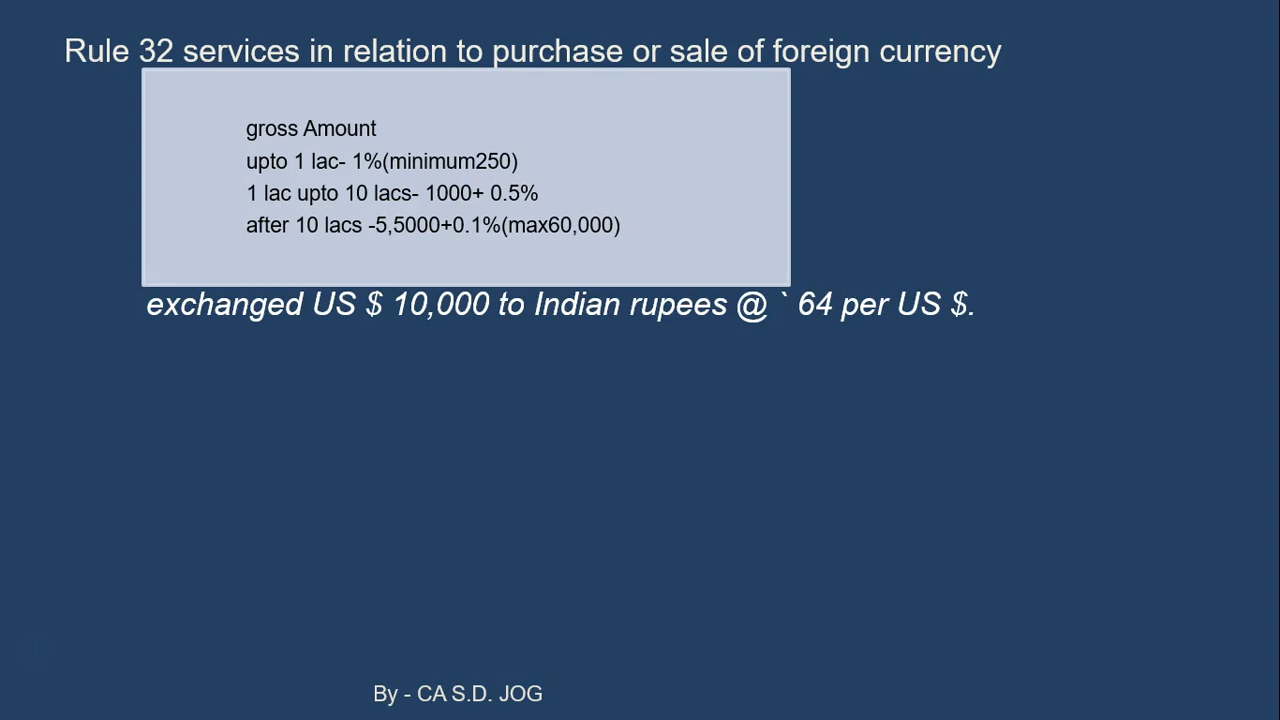 Rule 32 services in relation to purchase or sale of foreign currency
gross Amount
upto 1 lac- 1%(minimum250)
1 lac upto 10 lacs- 1000+ 0.5%
after 10 lacs -5,5000+0.1%(max60,000)
exchanged US $ 10,000 to Indian rupees @ ` 64 per US $.
By - CA S.D. JOG